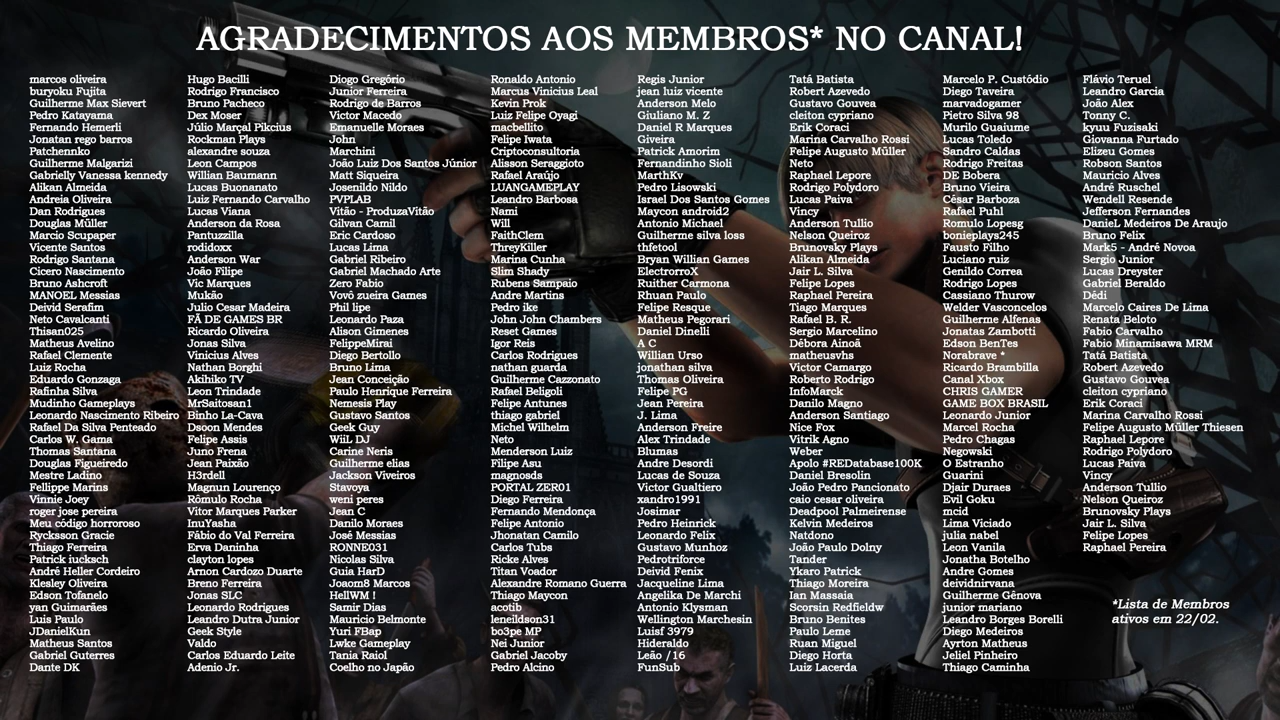 AGRADECIMENTOS AOS MEMBROS* NO CANAL!
marcos oliveira
buryoku Fujita
Guilherme Max Sievert
Pedro Katayama
Fernando Hemerli
Jonatan rego barros
Patchennko
Guilherme Malgarizi
Gabrielly Vanessa kennedy
Alikan Almeida
Andreia Oliveira
Dan Rodrigues
Douglas Müller
Marcio Scupaper
Vicente Santos
Rodrigo Santana
Cicero Nascimento
Bruno Ashcroft
MANOEL Messias
Deivid Serafim
Neto Cavalcanti
Thisan025
Matheus Avelino
Rafael Clemente
Luiz Rocha
Eduardo Gonzaga
Rafinha Silva
Mudinho Gameplays
Leonardo Nascimento Ribeiro
Rafael Da Silva Penteado
Carlos W. Gama
Thomas Santana
Douglas Figueiredo
Mestre Ladino
Fellippe Marins
Vinnie Joey
roger jose pereira
Meu código horroroso
Rycksson Gracie
Thiago Ferreira
Patrick iucksch
André Heller Cordeiro
Klesley Oliveira
Edson Tofanelo
yan Guimarães
Luis Paulo
JDanielKun
Matheus Santos
Gabriel Guterres
Dante DK
Hugo Bacilli
Rodrigo Francisco
Bruno Pacheco
Dex Moser
Júlio Marçal Pikcius
Rockman Plays
alexandre souza
Leon Campos
Willian Baumann
Lucas Buonanato
Luiz Fernando Carvalho
Lucas Viana
Anderson da Rosa
Pantuzzilla
rodidoxx
Anderson War
João Filipe
Vic Marques
Mukão
Julio Cesar Madeira
FÃ DE GAMES BR
Ricardo Oliveira
Jonas Silva
Vinicius Alves
Nathan Borghi
Akihiko TV
Leon Trindade
MrSaitosan1
Binho La-Cava
Dsoon Mendes
Felipe Assis
Juno Frena
Jean Paixão
H3rdell
Magnun Lourenço
Rômulo Rocha
Vitor Marques Parker
InuYasha
Fábio do Val Ferreira
Erva Daninha
clayton lopes
Arnon Cardozo Duarte
Breno Ferreira
Jonas SLC
Leonardo Rodrigues
Leandro Dutra Junior
Geek Style
Valdo
Carlos Eduardo Leite
Adenio Jr.
Diogo Gregório
Junior Ferreira
Rodrigo de Barros
Victor Macedo
Emanuelle Moraes
John
Marchini
João Luiz Dos Santos Júnior
Matt Siqueira
Josenildo Nildo
PVPLAB
Vitão - ProduzaVitão
Gilvan Camil
Eric Cardoso
Lucas Lima
Gabriel Ribeiro
Gabriel Machado Arte
Zero Fabio
Vovô zueira Games
Phil lipe
Leonardo Paza
Alison Gimenes
FelippeMirai
Diego Bertollo
Bruno Lima
Jean Conceição
Paulo Henrique Ferreira
Nemesis Play
Gustavo Santos
Geek Guy
WiiL DJ
Carine Neris
Guilherme elias
Jackson Viveiros
Stavoya
weni peres
Jean C
Danilo Moraes
José Messias
RONNE031
Nicolas Silva
Guia HarD
Joaom8 Marcos
HellWM !
Samir Dias
Mauricio Belmonte
Yuri FBap
Lwke Gameplay
Tania Raiol
Coelho no Japão
Ronaldo Antonio
Marcus Vinicius Leal
Kevin Prok
Luiz Felipe Oyagi
macbellito
Felipe Iwata
Criptoconsultoria
Alisson Seraggioto
Rafael Araújo
LUANGAMEPLAY
Leandro Barbosa
Nami
Will
FaithClem
ThreyKiller
Marina Cunha
Slim Shady
Rubens Sampaio
Andre Martins
Pedro ike
John John Chambers
Reset Games
Igor Reis
Carlos Rodrigues
nathan guarda
Guilherme Cazzonato
Rafael Beligoli
Felipe Antunes
thiago gabriel
Michel Wilhelm
Neto
Menderson Luiz
Filipe Asu
magnosds
PORTAL ZERO1
Diego Ferreira
Fernando Mendonça
Felipe Antonio
Jhonatan Camilo
Carlos Tubs
Ricke Alves
Titan Voador
Alexandre Romano Guerra
Thiago Maycon
acotib
leneildson31
bo3pe MP
Nei Junior
Gabriel Jacoby
Pedro Alcino
Regis Junior
jean luiz vicente
Anderson Melo
Giuliano M. Z
Daniel R Marques
Giveira
Patrick Amorim
Fernandinho Sioli
MarthKv
Pedro Lisowski
Israel Dos Santos Gomes
Maycon android2
Antonio Michael
Guilherme silva loss
thfetool
Bryan Willian Games
ElectrorroX
Ruither Carmona
Rhuan Paulo
Felipe Resque
Matheus Pegorari
Daniel Dinelli
A C
Willian Urso
jonathan silva
Thomas Oliveira
Felipe PG
Jean Pereira
J. Lima
Anderson Freire
Alex Trindade
Blumas
Andre Desordi
Lucas de Souza
Victor Gualtiero
xandro1991
Josimar
Pedro Heinrick
Leonardo Felix
Gustavo Munhoz
Pedrotriforce
Deivid Fenix
Jacqueline Lima
Angelika De Marchi
Antonio Klysman
Wellington Marchesin
Luisf 3979
Hideraldo
Leão /16
FunSub
Tatá Batista
Robert Azevedo
Gustavo Gouvea
cleiton cypriano
Erik Coraci
Marina Carvalho Rossi
Felipe Augusto Müller
Neto
Raphael Lepore
Rodrigo Polydoro
Lucas Paiva
Vincy
Anderson Tullio
Nelson Queiroz
Brunovsky Plays
Alikan Almeida
Jair L. Silva
Felipe Lopes
Raphael Pereira
Tiago Marques
Rafael B. R.
Sergio Marcelino
Débora Ainoã
matheusvhs
Victor Camargo
Roberto Rodrigo
InfoMarck
Danilo Magno
Anderson Santiago
Nice Fox
Vitrik Agno
Weber
Apolo #REDatabase100K
Daniel Bresolin
João Pedro Pancionato
caio cesar oliveira
Deadpool Palmeirense
Kelvin Medeiros
Natdono
João Paulo Dolny
Tander
Ykaro Patrick
Thiago Moreira
Ian Massaia
Scorsin Redfieldw
Bruno Benites
Paulo Leme
Ruan Miguel
Diego Horta
Luiz Lacerda
Marcelo P. Custódio
Diego Taveira
marvadogamer
Pietro Silva 98
Murilo Guaiume
Lucas Toledo
Sandro Caldas
Rodrigo Freitas
DE Bobera
Bruno Vieira
César Barboza
Rafael Puhl
Romulo Lopesg
bonieplays245
Fausto Filho
Luciano ruiz
Genildo Correa
Rodrigo Lopes
Cassiano Thurow
Welder Vasconcelos
Guilherme Alfenas
Jonatas Zambotti
Edson BenTes
Norabrave *
Ricardo Brambilla
Canal Xbox
CHRIS GAMER
GAME BOX BRASIL
Leonardo Junior
Marcel Rocha
Pedro Chagas
Negowski
O Estranho
Guarini
Djair Duraes
Evil Goku
mcid
Lima Viciado
julia nabel
Leon Vanila
Jonatha Botelho
Andre Gomes
deividnirvana
Guilherme Gênova
junior mariano
Leandro Borges Borelli
Diego Medeiros
Ayrton Matheus
Jeliel Pinheiro
Thiago Caminha
Flávio Teruel
Leandro Garcia
João Alex
Tonny C.
kyuu Fuzisaki
Giovanna Furtado
Elizeu Gomes
Robson Santos
Mauricio Alves
André Ruschel
Wendell Resende
Jefferson Fernandes
DanieL Medeiros De Araujo
Bruno Felix
Mark5 - André Novoa
Sergio Junior
Lucas Dreyster
Gabriel Beraldo
Dêdi
Marcelo Caires De Lima
Renata Beloto
Fabio Carvalho
Fabio Minamisawa MRM
Tatá Batista
Robert Azevedo
Gustavo Gouvea
cleiton cypriano
Erik Coraci
Marina Carvalho Rossi
Felipe Augusto Müller Thiesen
Raphael Lepore
Rodrigo Polydoro
Lucas Paiva
Vincy
Anderson Tullio
Nelson Queiroz
Brunovsky Plays
Jair L. Silva
Felipe Lopes
Raphael Pereira
*Lista de Membros
ativos em 22/02.